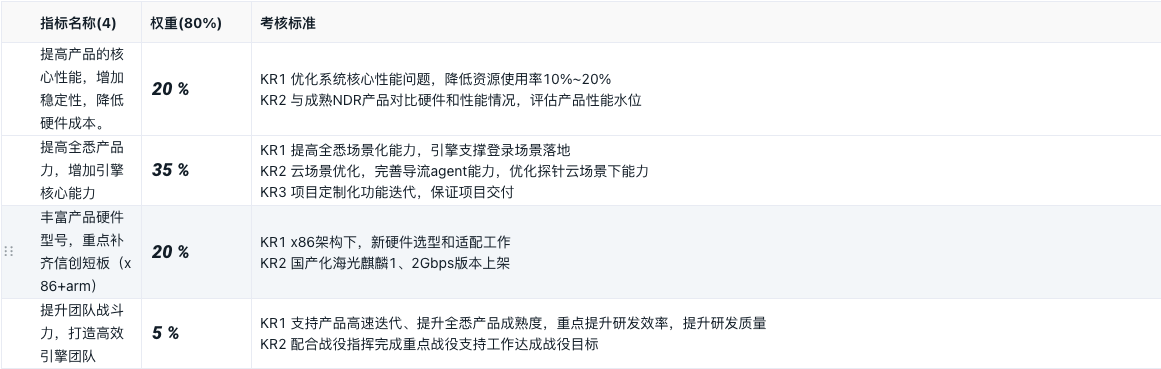 指标名称(4) 权重(80%) 考核标准
提高产品的核
心性能，增加
稳定性，降低
硬件成本。
20 %
KR1 优化系统核心性能问题，降低资源使用率10%~20%
KR2 与成熟NDR产品对比硬件和性能情况，评估产品性能水位
提高全悉产品
力，增加引擎
核心能力
35 %
KR1 提高全悉场景化能力，引擎支撑登录场景落地
KR2 云场景优化，完善导流agent能力，优化探针云场景下能力
KR3 项目定制化功能迭代，保证项目交付
丰富产品硬件
型号，重点补
齐信创短板（x
86+arm）
20 %
KR1 x86架构下，新硬件选型和适配工作
KR2 国产化海光麒麟1、2Gbps版本上架
提升团队战斗
力，打造高效
引擎团队
5 %
KR1 支持产品高速迭代、提升全悉产品成熟度，重点提升研发效率，提升研发质量
KR2 配合战役指挥完成重点战役支持工作达成战役目标